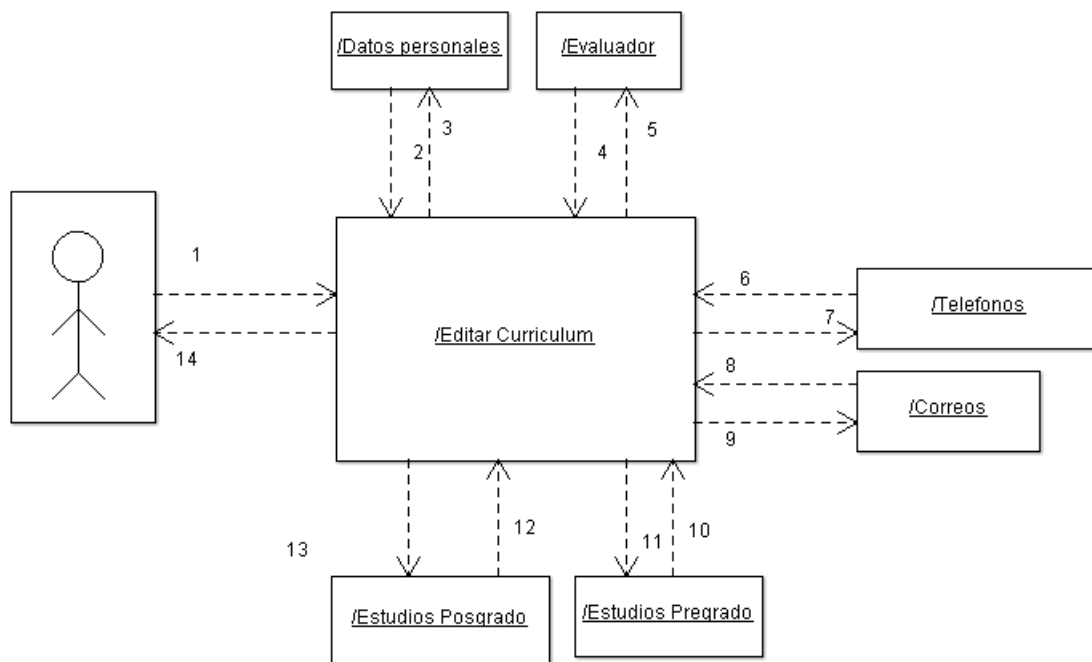 /Datos personales
/Evaluador
3
5
2
4
1
6
/Telefonos
7
/Editar Curriculum
14
8
/Correos
9
12
10
11
13
/Estudios Posgrado
/Estudios Pregrado